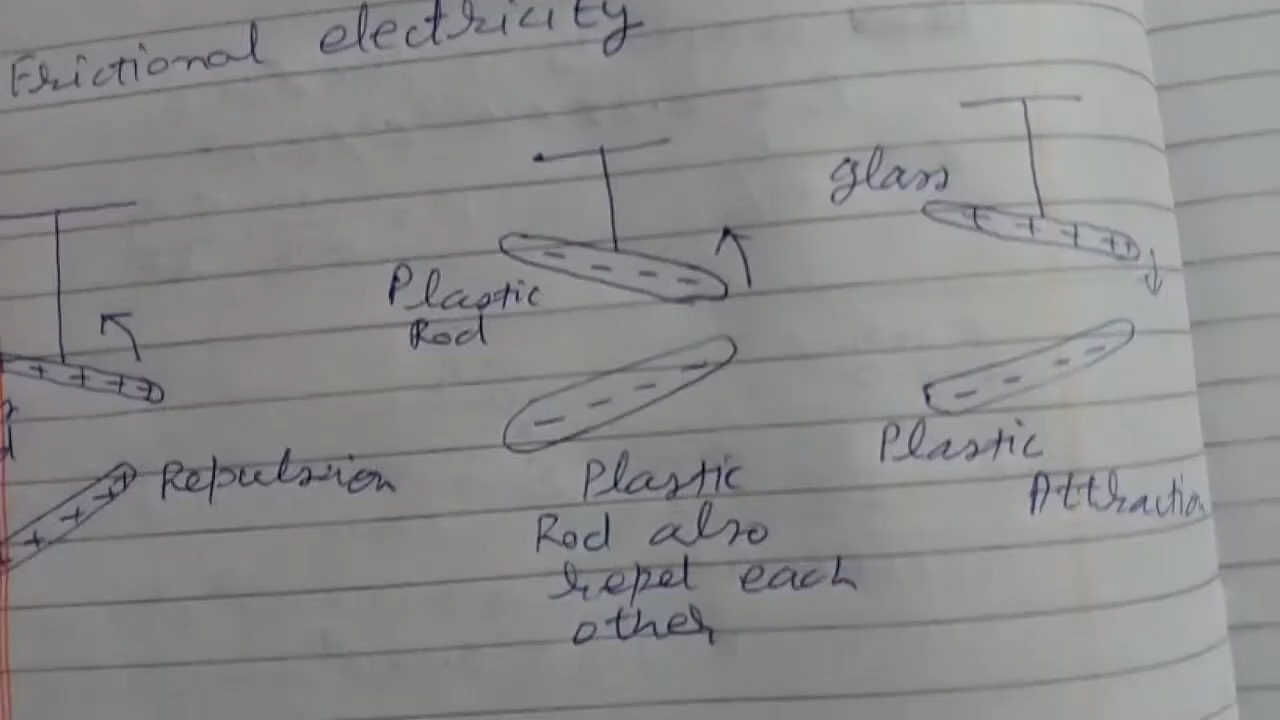 Frictional electricity
glass
Plastic
Rod
Repulsion
Plastic
Rod also
repel each
other
Plastic
Attraction